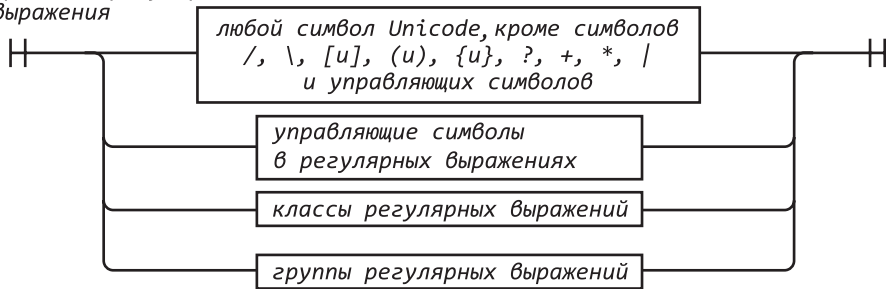 выражения
любой символ Unicode, кроме символов
/, \, [и], (и), {и}, ?, +, *, |
и управляющих символов
управляющие символы
в регулярных выражениях
классы регулярных выражений
группы регулярных выражений